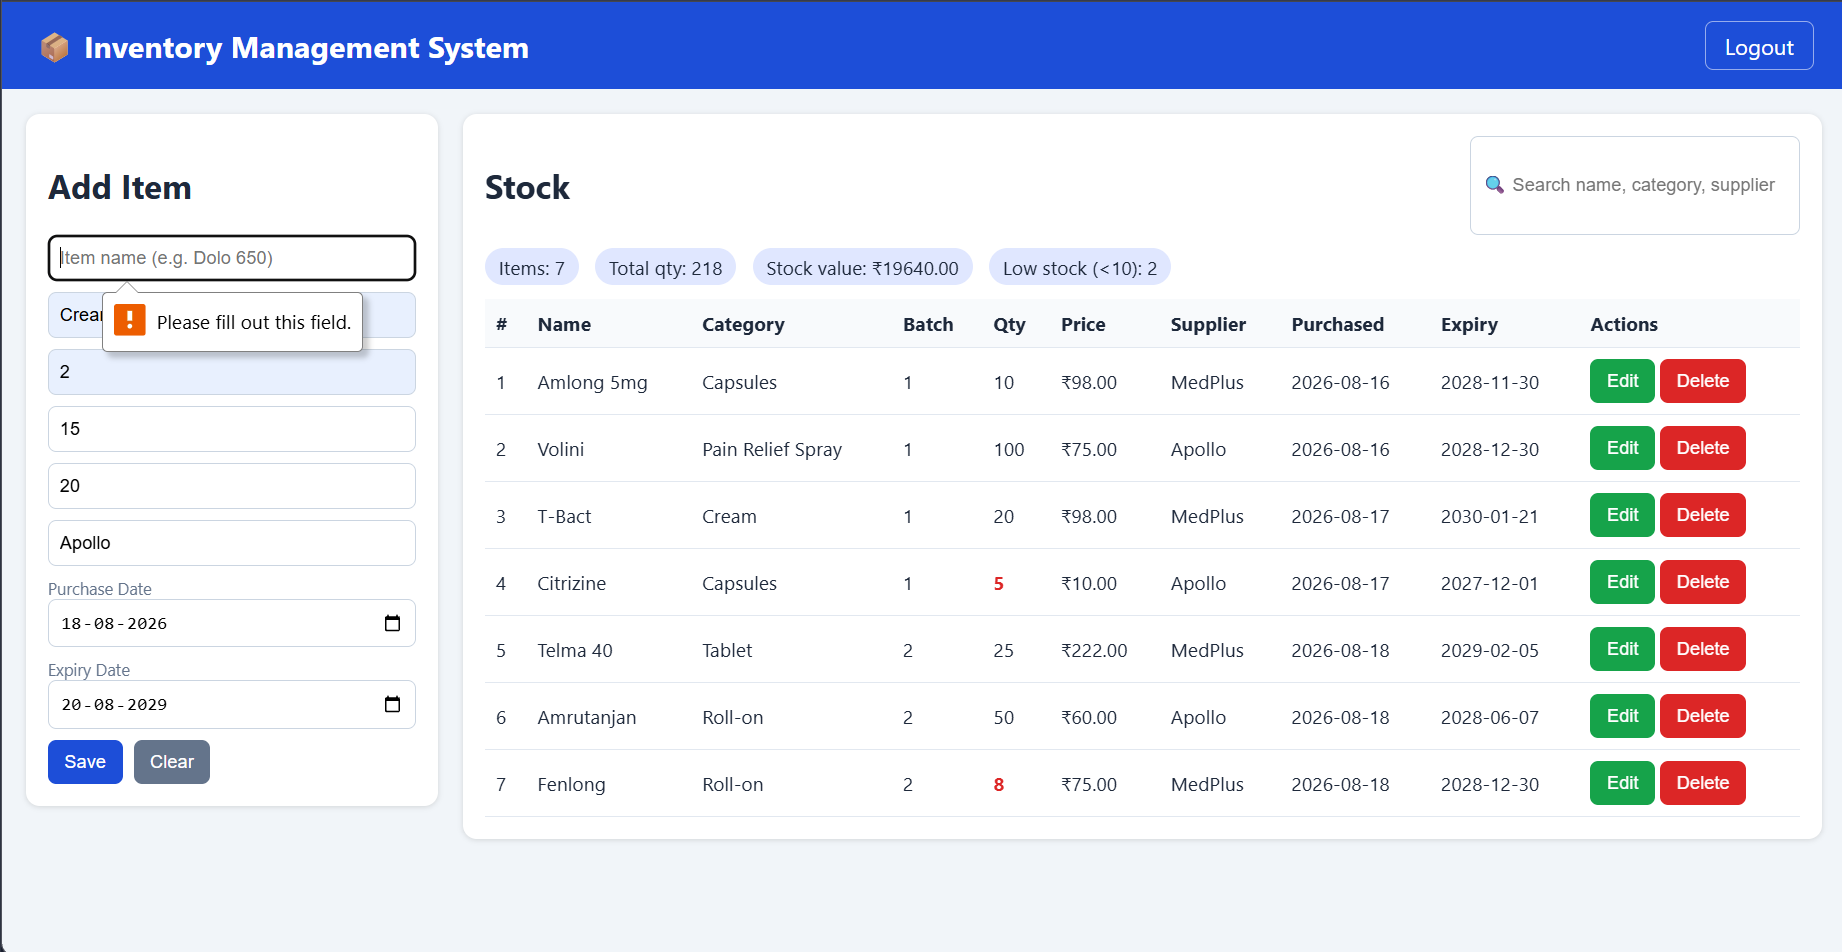 📦 Inventory Management System
Logout
Add Item
Item name (e.g. Dolo 650)
Please fill out this field.
2
15
20
Apollo
Purchase Date
18-08-2026
Expiry Date
20-08-2029
Save Clear
Stock
🔍 Search name, category, supplier
Items: 7 Total qty: 218 Stock value: ₹19640.00 Low stock (<10): 2
# Name Category Batch Qty Price Supplier Purchased Expiry Actions
1 Amlong 5mg Capsules 1 10 ₹98.00 MedPlus 2026-08-16 2028-11-30 Edit Delete
2 Volini Pain Relief Spray 1 100 ₹75.00 Apollo 2026-08-16 2028-12-30 Edit Delete
3 T-Bact Cream 1 20 ₹98.00 MedPlus 2026-08-17 2030-01-21 Edit Delete
4 Citrizine Capsules 1 5 ₹10.00 Apollo 2026-08-17 2027-12-01 Edit Delete
5 Telma 40 Tablet 2 25 ₹222.00 MedPlus 2026-08-18 2029-02-05 Edit Delete
6 Amrutanjan Roll-on 2 50 ₹60.00 Apollo 2026-08-18 2028-06-07 Edit Delete
7 Fenlong Roll-on 2 8 ₹75.00 MedPlus 2026-08-18 2028-12-30 Edit Delete